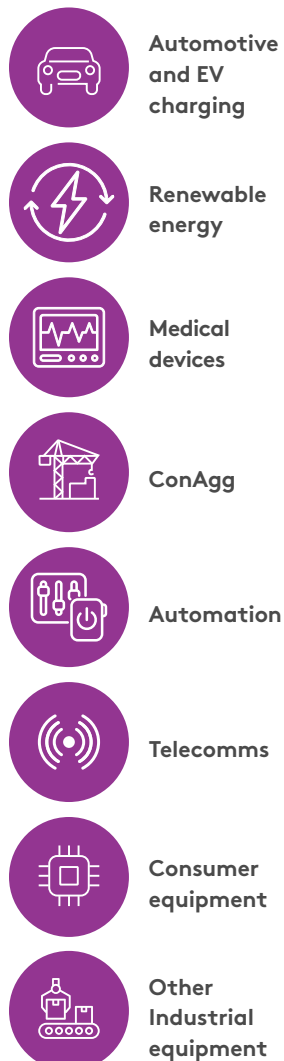 Automotive
and EV
charging
Renewable
energy
Medical
devices
ConAgg
Automation
Telecomms
Consumer
equipment
Other
Industrial
equipment